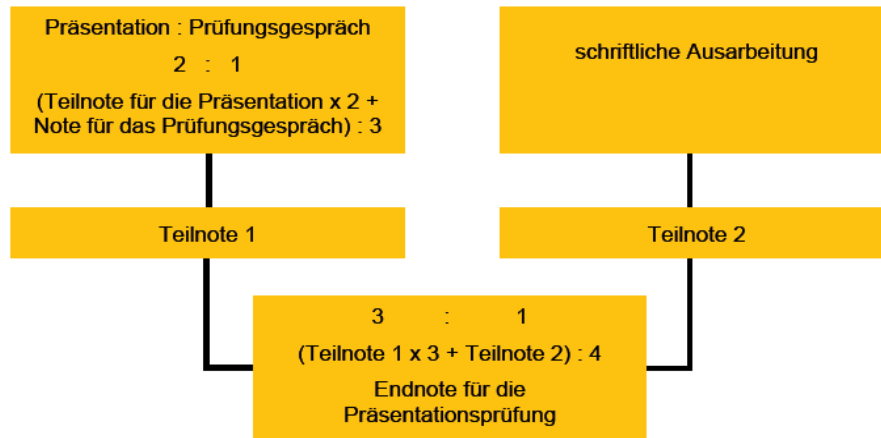 Präsentation : Prüfungsgespräch
2 : 1
(Teilnote für die Präsentation x 2 +
Note für das Prüfungsgespräch) : 3
schriftliche Ausarbeitung
Teilnote 1
Teilnote 2
3 : 1
(Teilnote 1 x 3 + Teilnote 2) : 4
Endnote für die
Präsentationsprüfung